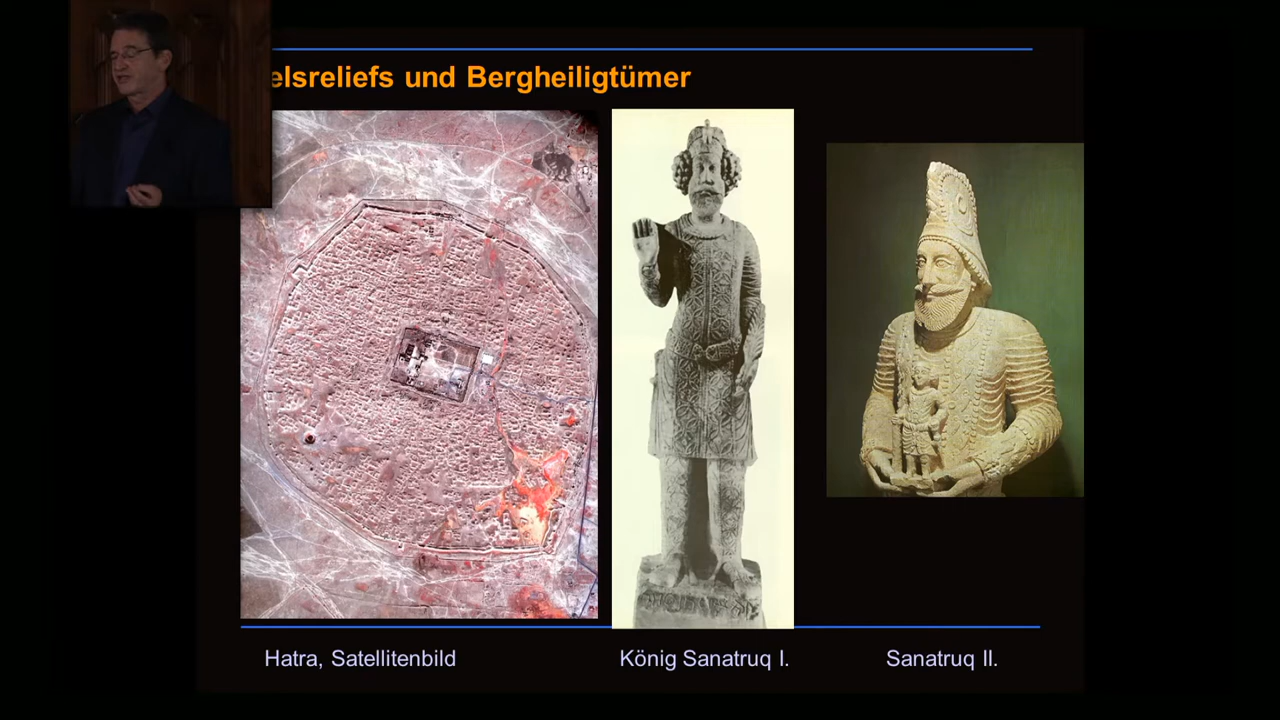 elsreliefs und Bergheiligtümer
Hatra, Satellitenbild
König Sanatruq I.
Sanatruq II.